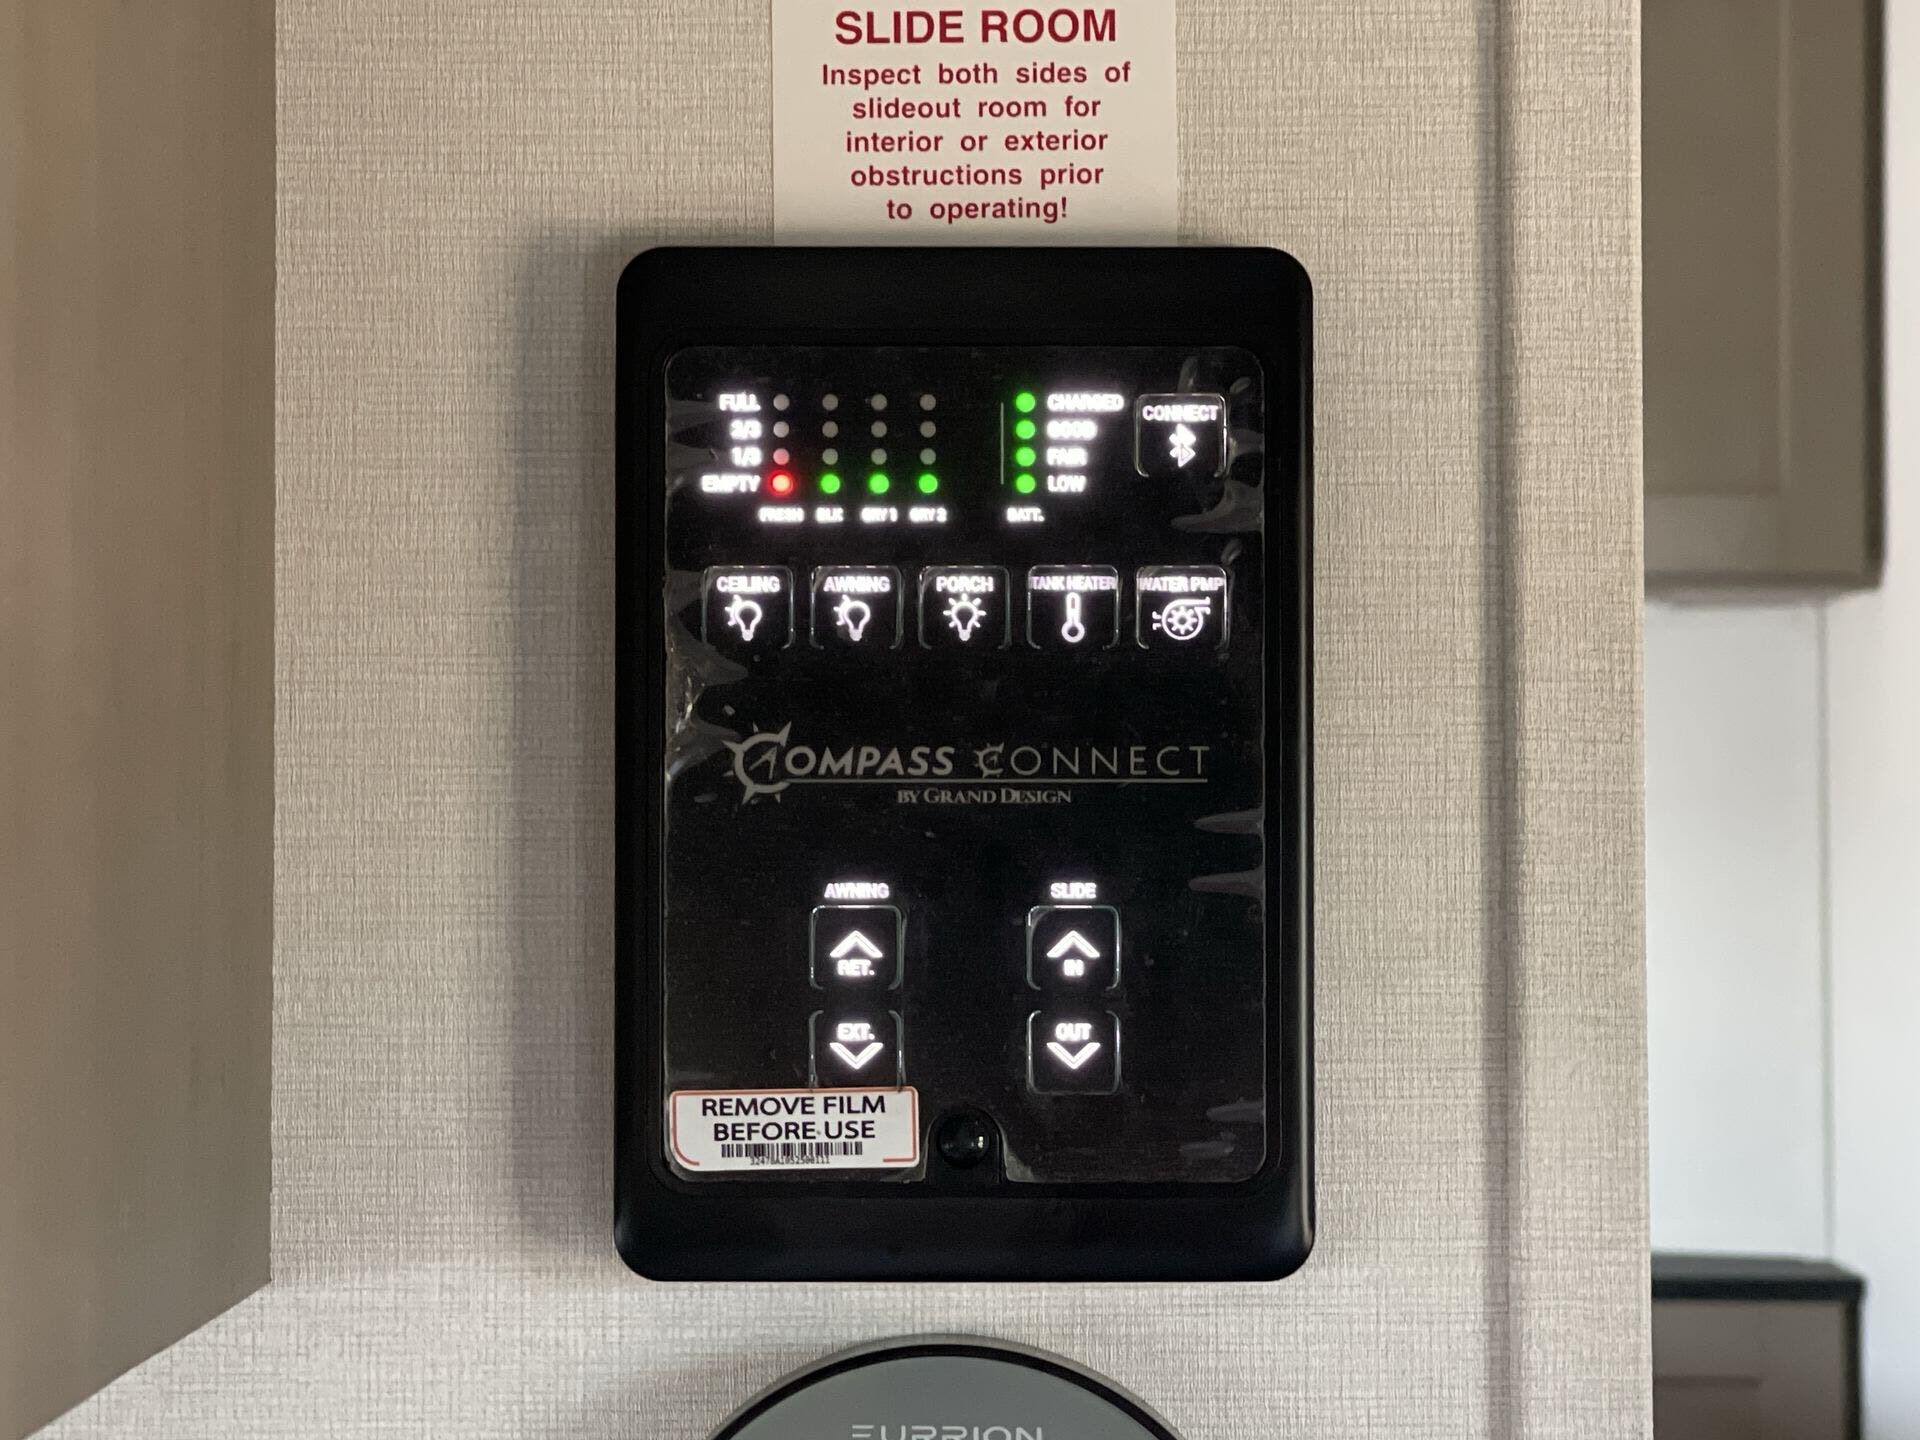 SLIDE ROOM
Inspect both sides of
slideout room for
interior or exterior
obstructions prior
to operating!
FULL
2/3
1/3
EMPTY
FRESH BLK GRY 1 GRY 2
CHARGED
GOOD
FAIR
LOW
BATT.
CONNECT
CEILING AWNING PORCH TANK HEATER WATER PMP
COMPASS CONNECT
BY GRAND DESIGN
AWNING SLIDE
RET. IN
EXT. OUT
REMOVE FILM
BEFORE USE
FURRION